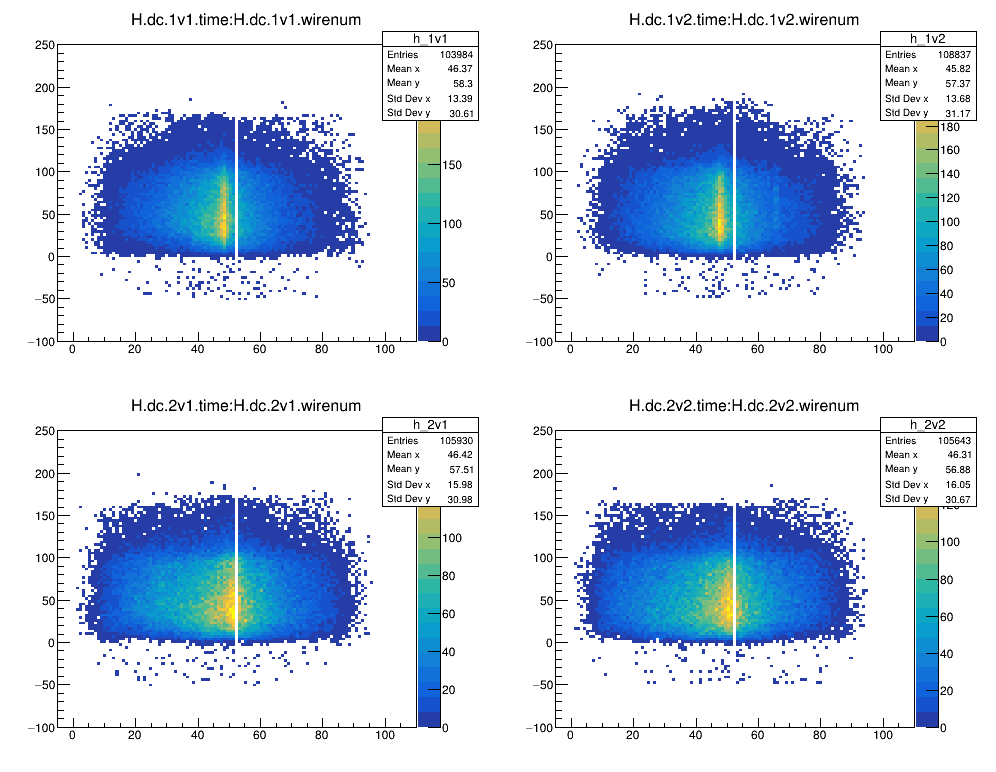 H.dc.1v1.time:H.dc.1v1.wirenum
h_1v1
Entries 103984
Mean x 46.37
Mean y 58.3
Std Dev x 13.39
Std Dev y 30.61
250
200
150
100
50
0
−50
−100
0 20 40 60 80 100
150
100
50
0
H.dc.1v2.time:H.dc.1v2.wirenum
h_1v2
Entries 108837
Mean x 45.82
Mean y 57.37
Std Dev x 13.68
Std Dev y 31.17
250
200
150
100
50
0
−50
−100
0 20 40 60 80 100
180
160
140
120
100
80
60
40
20
0
H.dc.2v1.time:H.dc.2v1.wirenum
h_2v1
Entries 105930
Mean x 46.42
Mean y 57.51
Std Dev x 15.98
Std Dev y 30.98
250
200
150
100
50
0
−50
−100
0 20 40 60 80 100
100
80
60
40
20
0
H.dc.2v2.time:H.dc.2v2.wirenum
h_2v2
Entries 105643
Mean x 46.31
Mean y 56.88
Std Dev x 16.05
Std Dev y 30.67
250
200
150
100
50
0
−50
−100
0 20 40 60 80 100
120
100
80
60
40
20
0